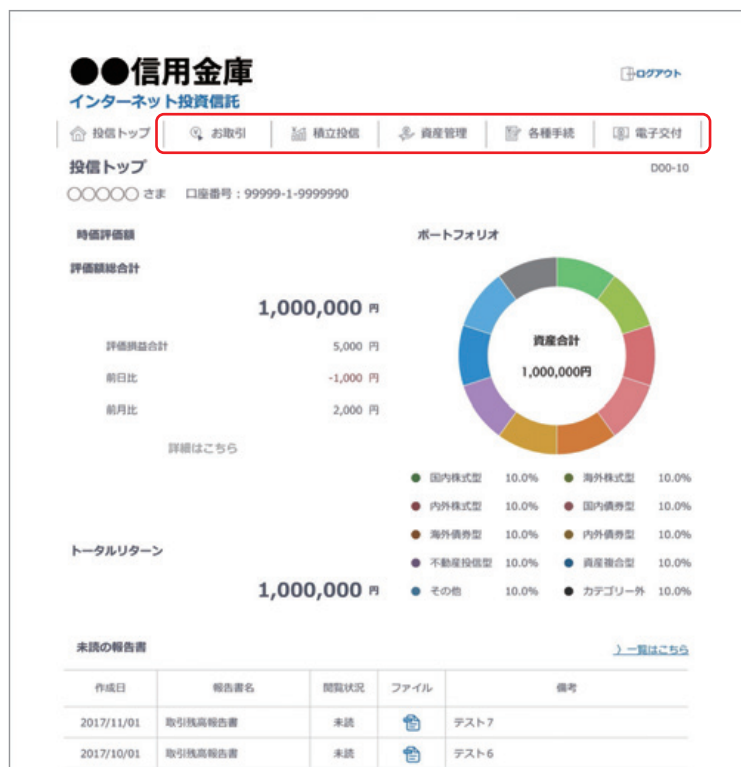 ●●信用金庫
ログアウト
インターネット投資信託
投信トップ お取引 積立投信 資産管理 各種手続 電子交付
投信トップ D00-10
○○○○○ さま 口座番号：99999-1-9999990
時価評価額
評価額総合計
1,000,000 円
評価損益合計 5,000 円
前日比 -1,000 円
前月比 2,000 円
詳細はこちら
トータルリターン
1,000,000 円
ポートフォリオ
資産合計
1,000,000円
● 国内株式型 10.0% ● 海外株式型 10.0%
● 内外株式型 10.0% ● 国内債券型 10.0%
● 海外債券型 10.0% ● 内外債券型 10.0%
● 不動産投信型 10.0% ● 資産複合型 10.0%
● その他 10.0% ● カテゴリー外 10.0%
未読の報告書 〉一覧はこちら
作成日 報告書名 閲覧状況 ファイル 備考
2017/11/01 取引残高報告書 未読 テスト7
2017/10/01 取引残高報告書 未読 テスト6